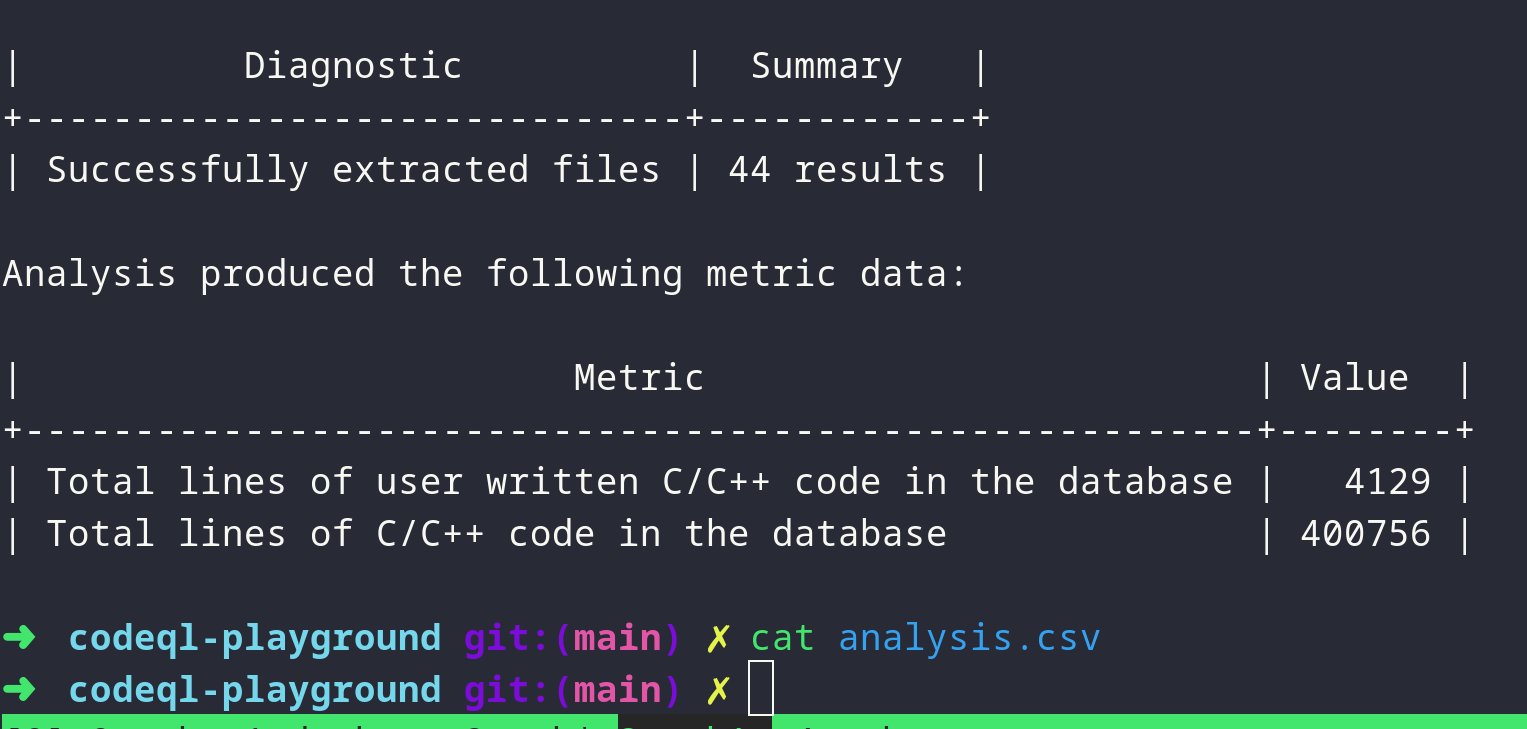 |          Diagnostic          |  Summary   |
+------------------------------+------------+
| Successfully extracted files | 44 results |
Analysis produced the following metric data:
|                         Metric                         | Value  |
+--------------------------------------------------------+--------+
| Total lines of user written C/C++ code in the database |   4129 |
| Total lines of C/C++ code in the database              | 400756 |
➜ codeql-playground git:(main) ✗ cat analysis.csv
➜ codeql-playground git:(main) ✗